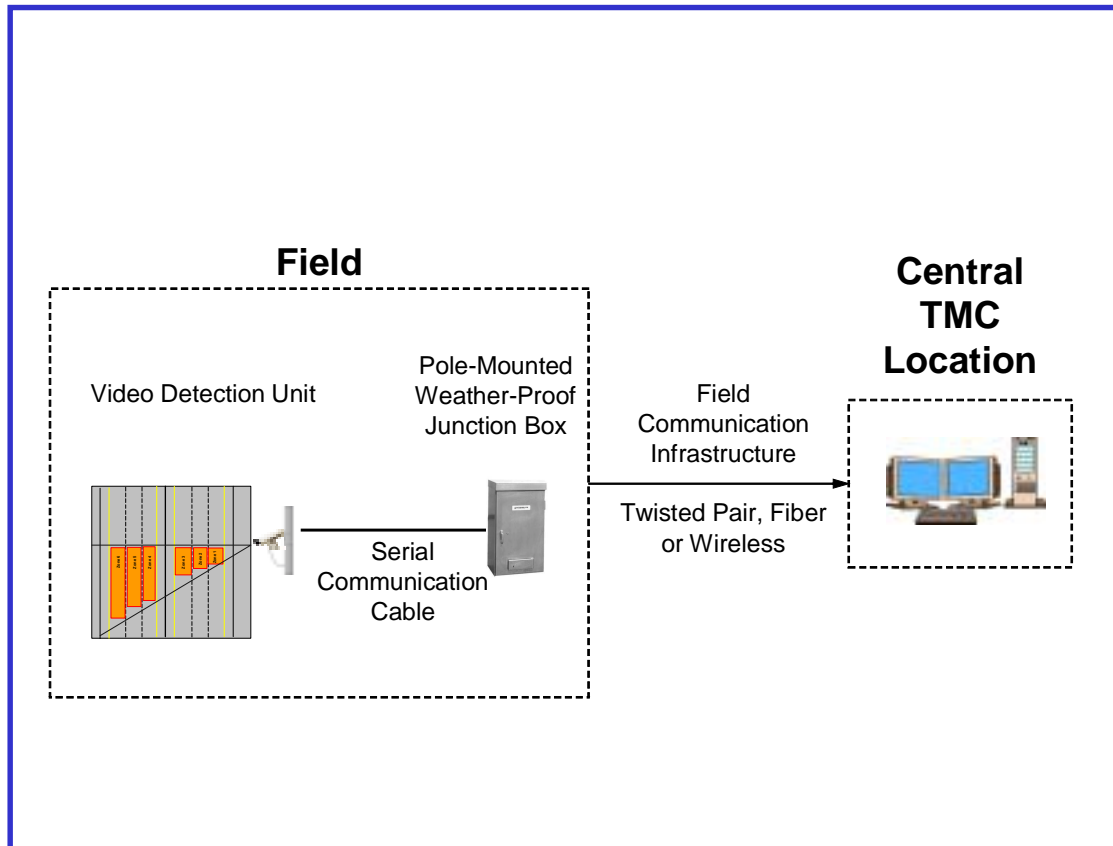 Field
Central
TMC
Location
Video Detection Unit
Pole-Mounted
Weather-Proof
Junction Box
Field
Communication
Infrastructure
Twisted Pair, Fiber
or Wireless
Serial
Communication
Cable